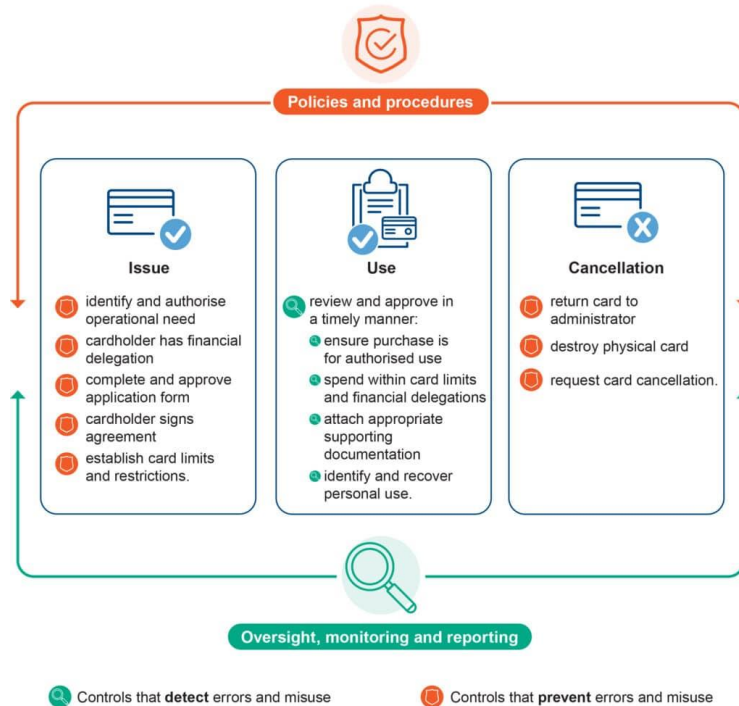 Policies and procedures
Issue
identify and authorise
operational need
cardholder has financial
delegation
complete and approve
application form
cardholder signs
agreement
establish card limits
and restrictions.
Use
review and approve in
a timely manner:
ensure purchase is
for authorised use
spend within card limits
and financial delegations
attach appropriate
supporting
documentation
identify and recover
personal use.
Cancellation
return card to
administrator
destroy physical card
request card cancellation.
Oversight, monitoring and reporting
Controls that detect errors and misuse
Controls that prevent errors and misuse